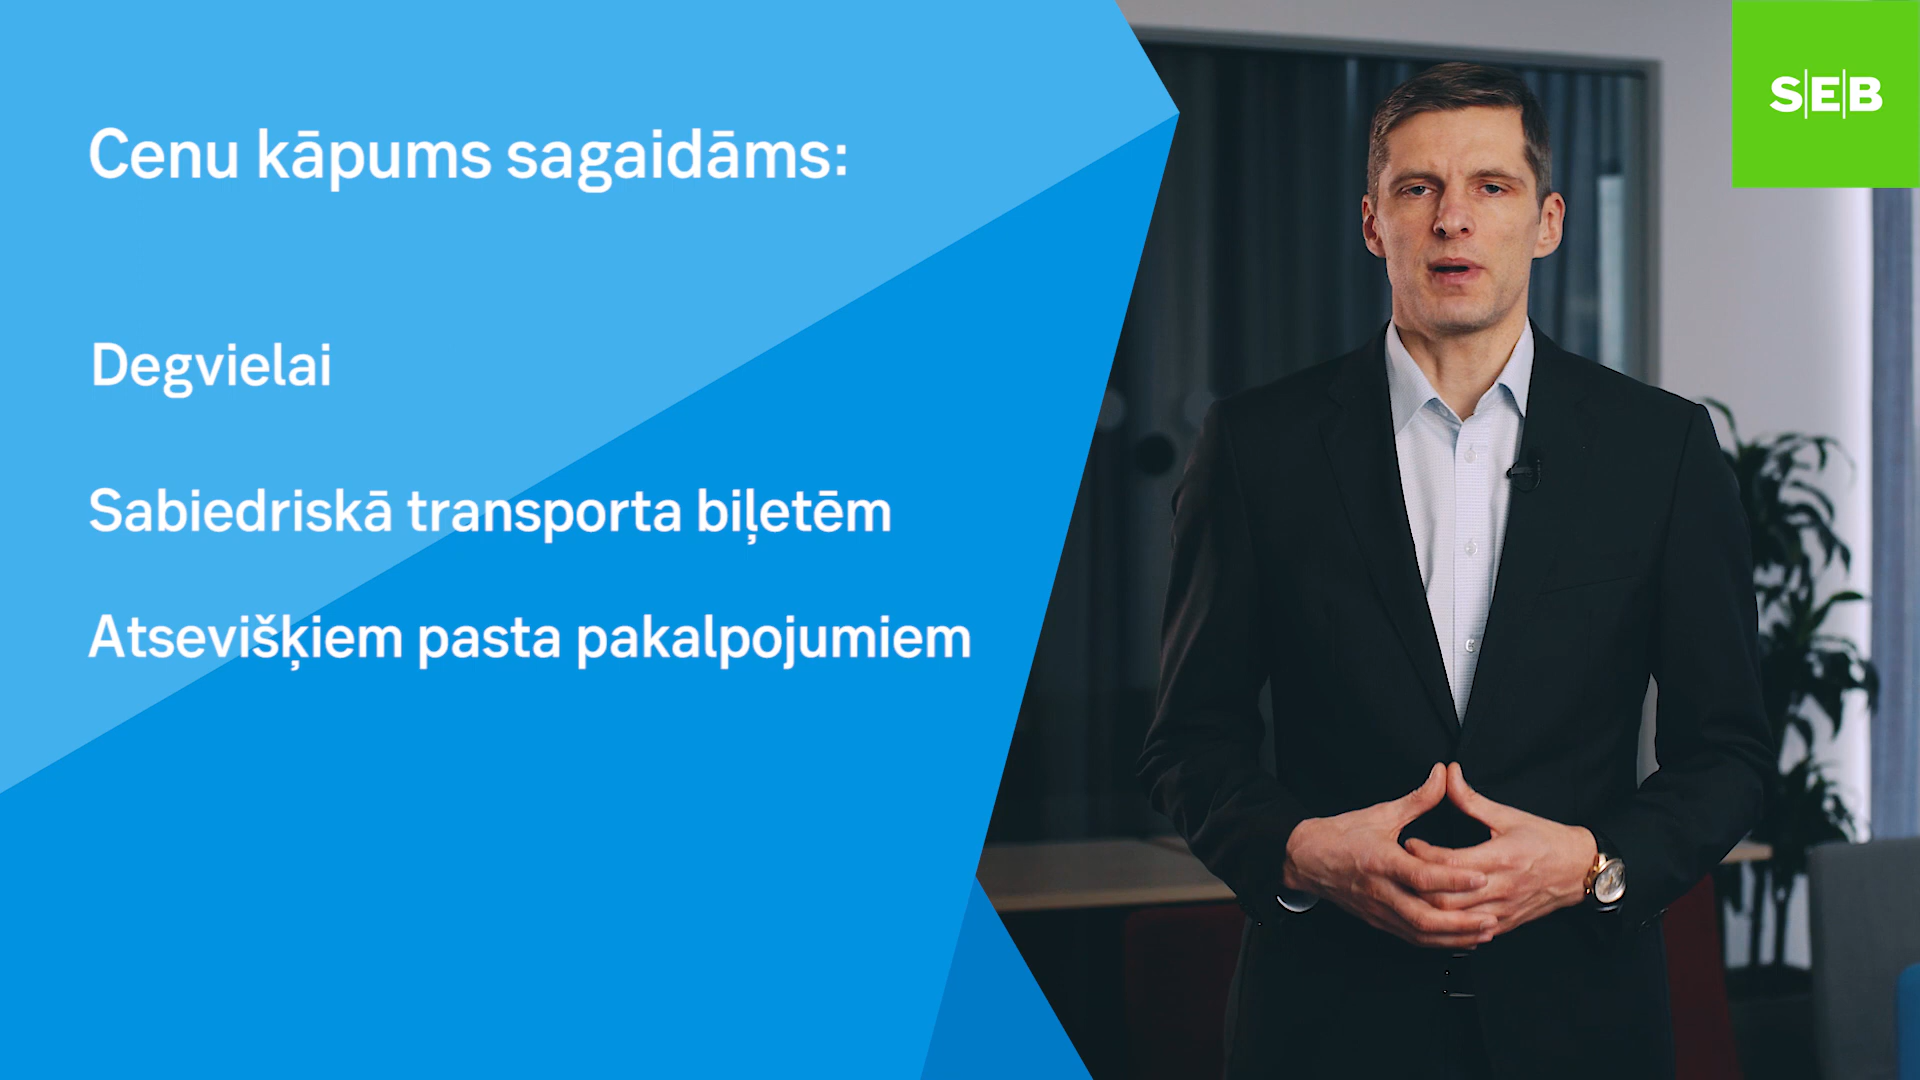 Cenu kāpums sagaidāms:
Degvielai
Sabiedriskā transporta biļetēm
Atsevišķiem pasta pakalpojumiem
SEB